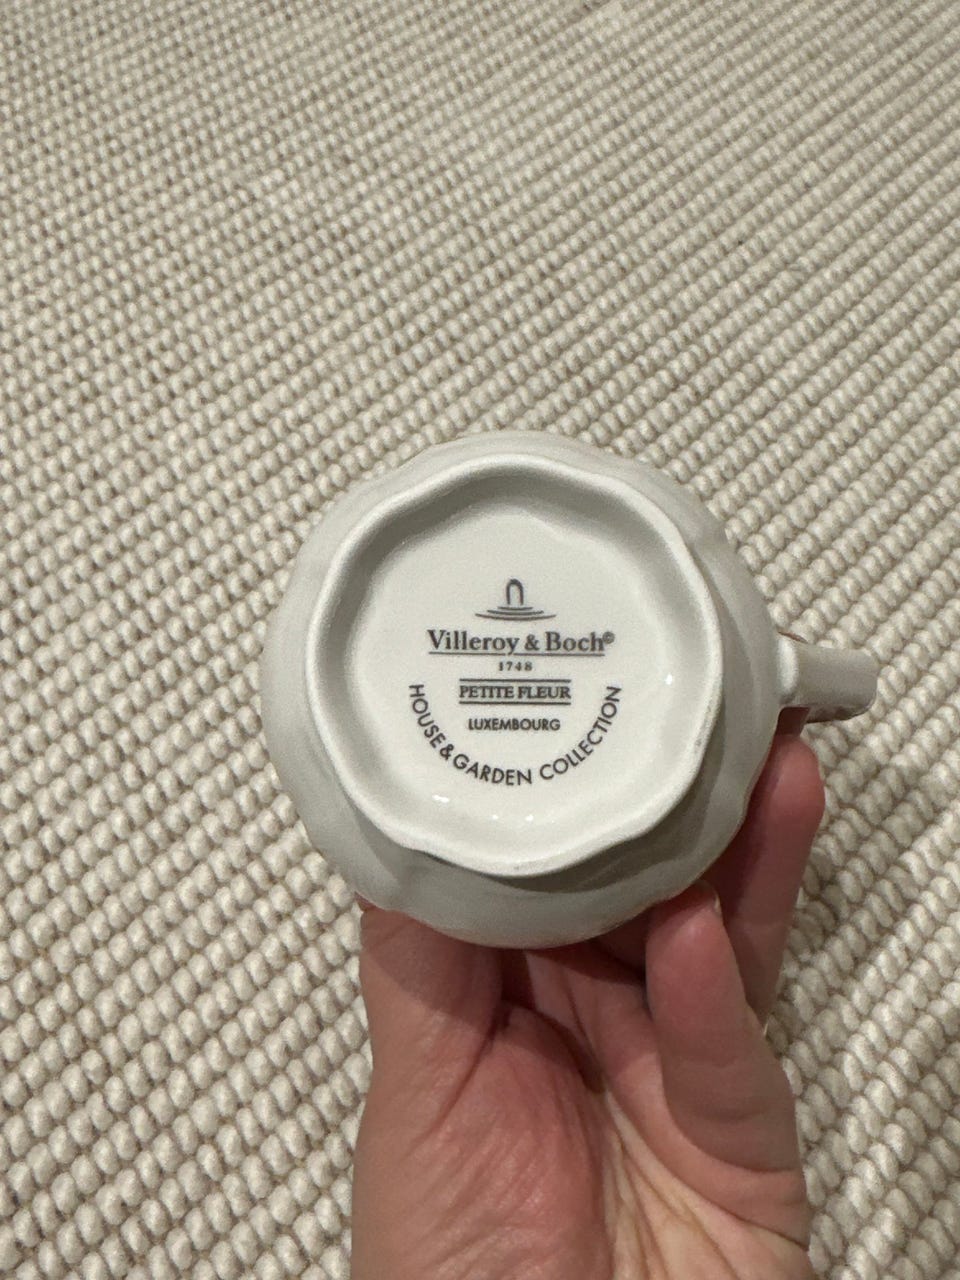 Villeroy & Boch©
1748
PETITE FLEUR
LUXEMBOURG
HOUSE & GARDEN COLLECTION